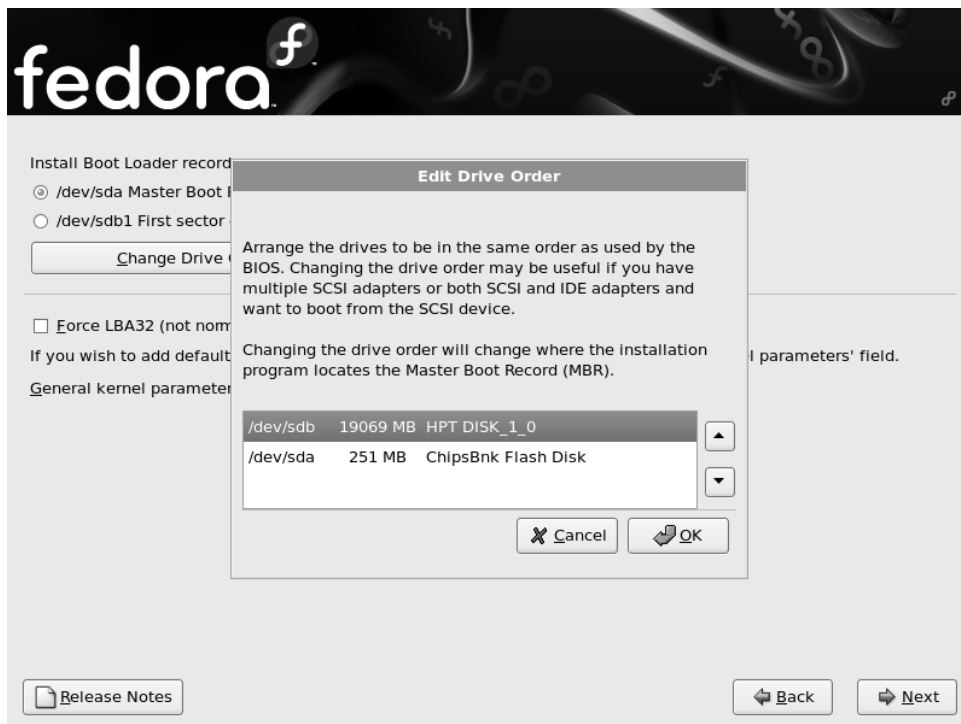 fedora
Install Boot Loader record
/dev/sda Master Boot
/dev/sdb1 First sector
Change Drive
Force LBA32 (not norm
If you wish to add default
l parameters' field.
General kernel parameter
Edit Drive Order
Arrange the drives to be in the same order as used by the
BIOS. Changing the drive order may be useful if you have
multiple SCSI adapters or both SCSI and IDE adapters and
want to boot from the SCSI device.
Changing the drive order will change where the installation
program locates the Master Boot Record (MBR).
/dev/sdb 19069 MB HPT DISK_1_0
/dev/sda 251 MB ChipsBnk Flash Disk
Cancel
OK
Release Notes
Back
Next